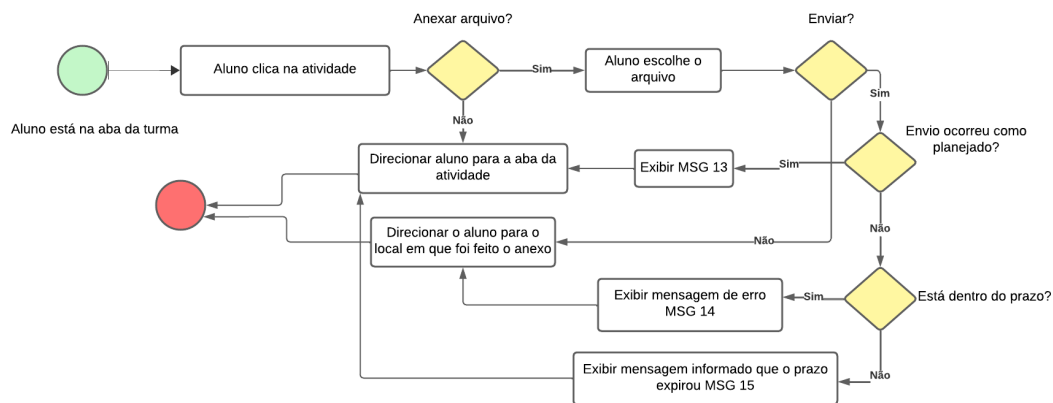 Anexar arquivo?
Enviar?
Aluno clica na atividade
Sim
Aluno escolhe o
arquivo
Sim
Não
Aluno está na aba da turma
Envio ocorreu como
planejado?
Direcionar aluno para a aba da
atividade
Exibir MSG 13
Sim
Não
Direcionar o aluno para o
local em que foi feito o anexo
Não
Exibir mensagem de erro
MSG 14
Sim
Está dentro do prazo?
Exibir mensagem informado que o prazo
expirou MSG 15
Não